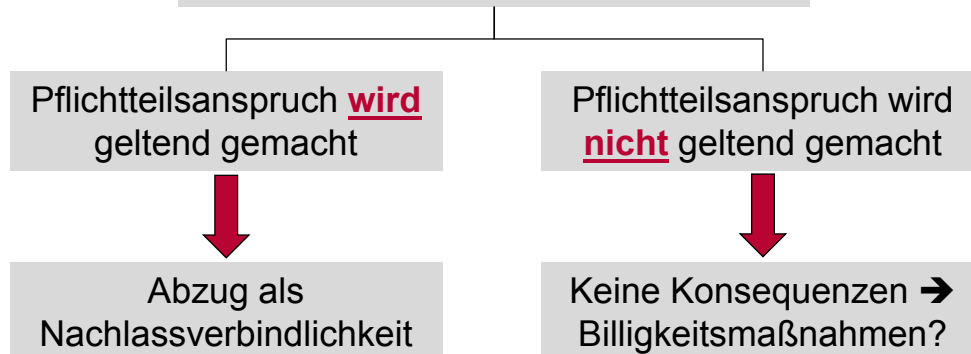 Pflichtteilsanspruch wird
geltend gemacht
Pflichtteilsanspruch wird
nicht geltend gemacht
Abzug als
Nachlassverbindlichkeit
Keine Konsequenzen ➔
Billigkeitsmaßnahmen?